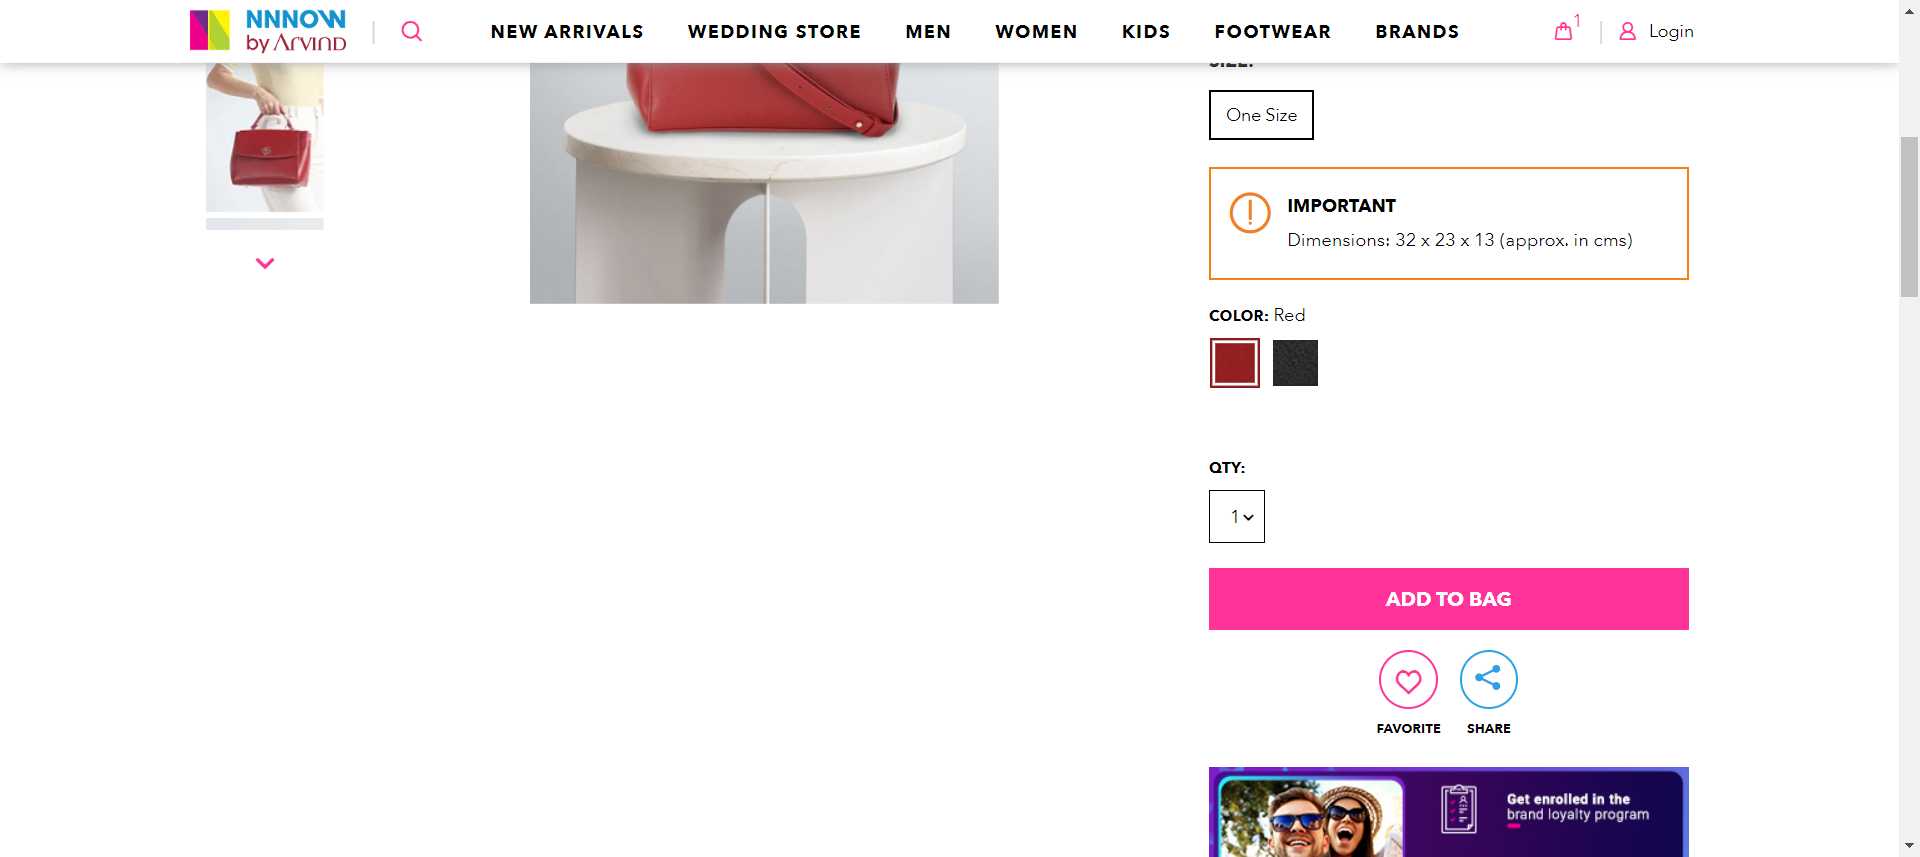 NNNOW
by Arvind
NEW ARRIVALS
WEDDING STORE
MEN
WOMEN
KIDS
FOOTWEAR
BRANDS
1
Login
SIZE:
One Size
IMPORTANT
Dimensions: 32 x 23 x 13 (approx. in cms)
COLOR: Red
QTY:
1
ADD TO BAG
FAVORITE
SHARE
Get enrolled in the
brand loyalty program